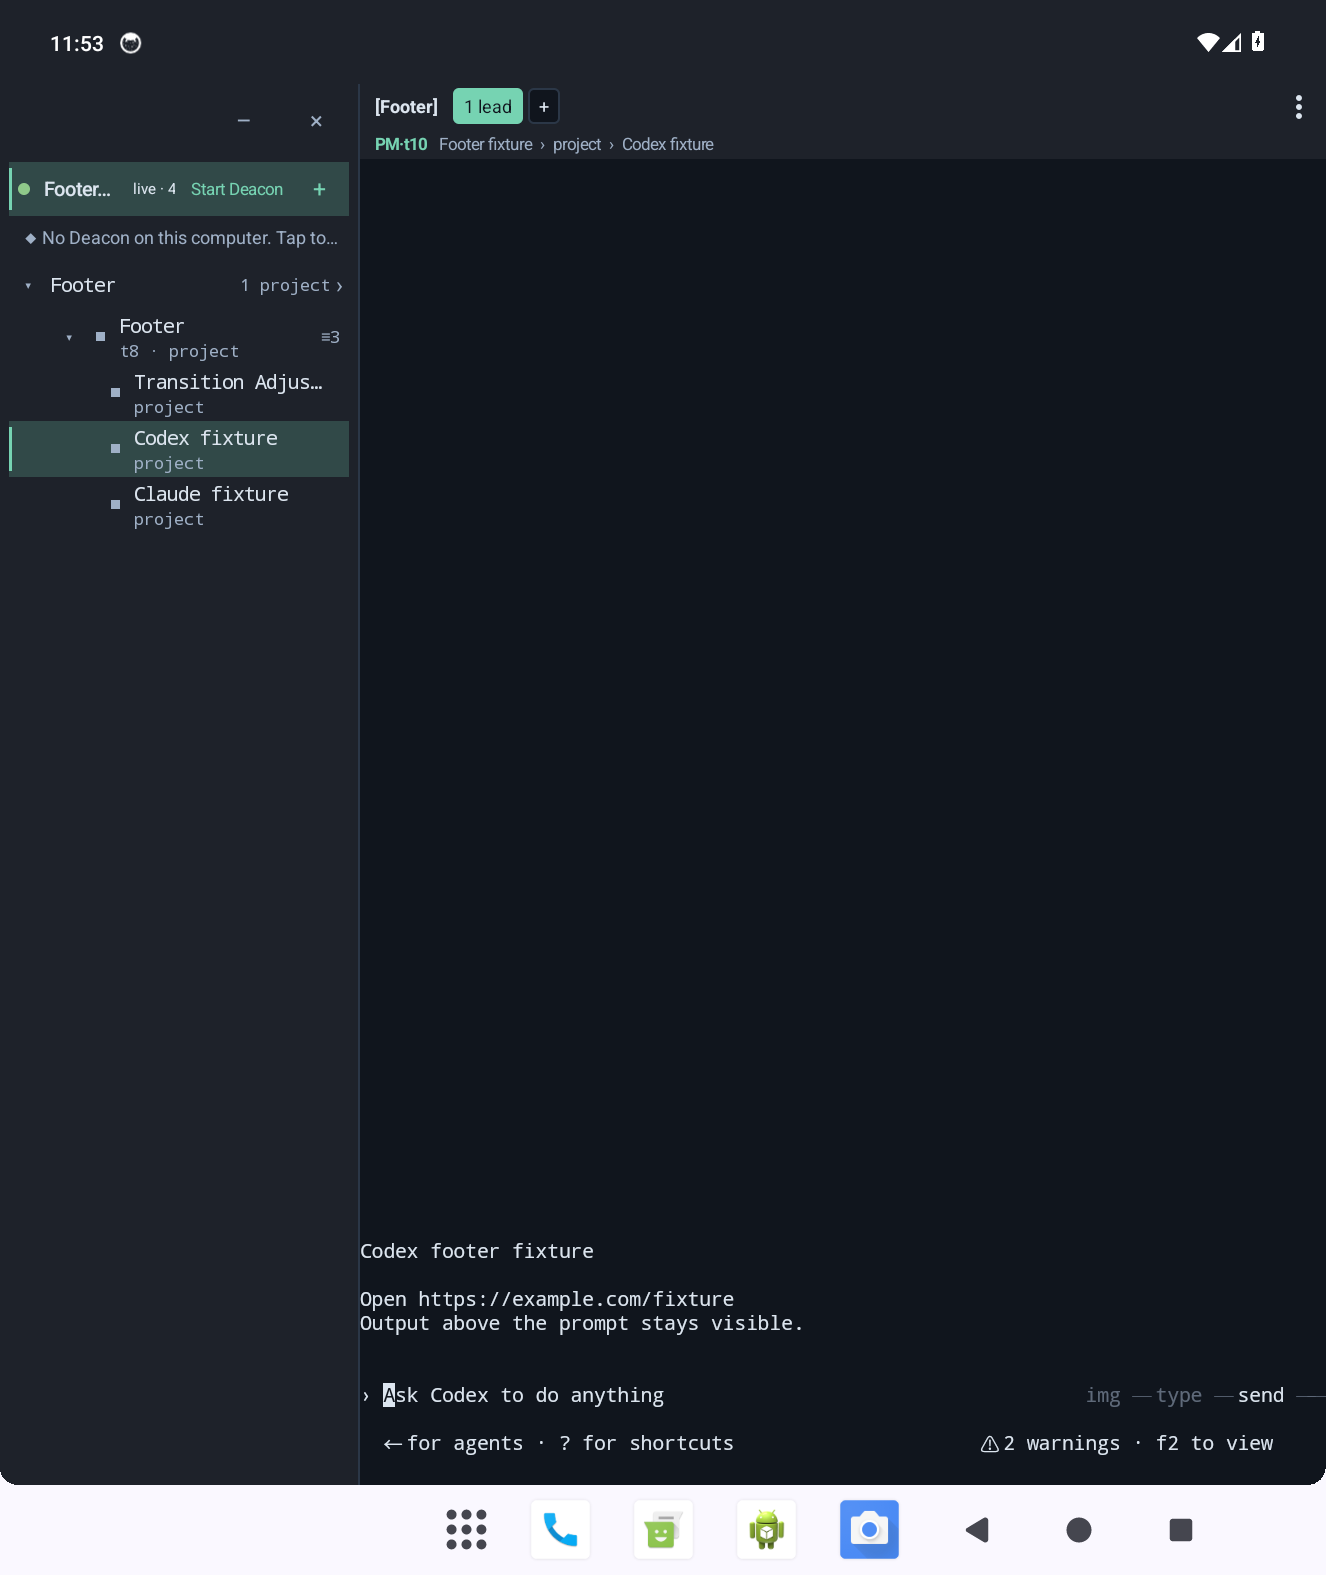 11:53
− ×
Footer… live · 4 Start Deacon +
◆ No Deacon on this computer. Tap to…
▾ Footer 1 project ›
▾ ■ Footer ≡3
t8 · project
■ Transition Adjus…
project
■ Codex fixture
project
■ Claude fixture
project
[Footer] 1 lead +
PM·t10 Footer fixture › project › Codex fixture
Codex footer fixture
Open https://example.com/fixture
Output above the prompt stays visible.
› Ask Codex to do anything img — type — send —
← for agents · ? for shortcuts ⚠ 2 warnings · f2 to view